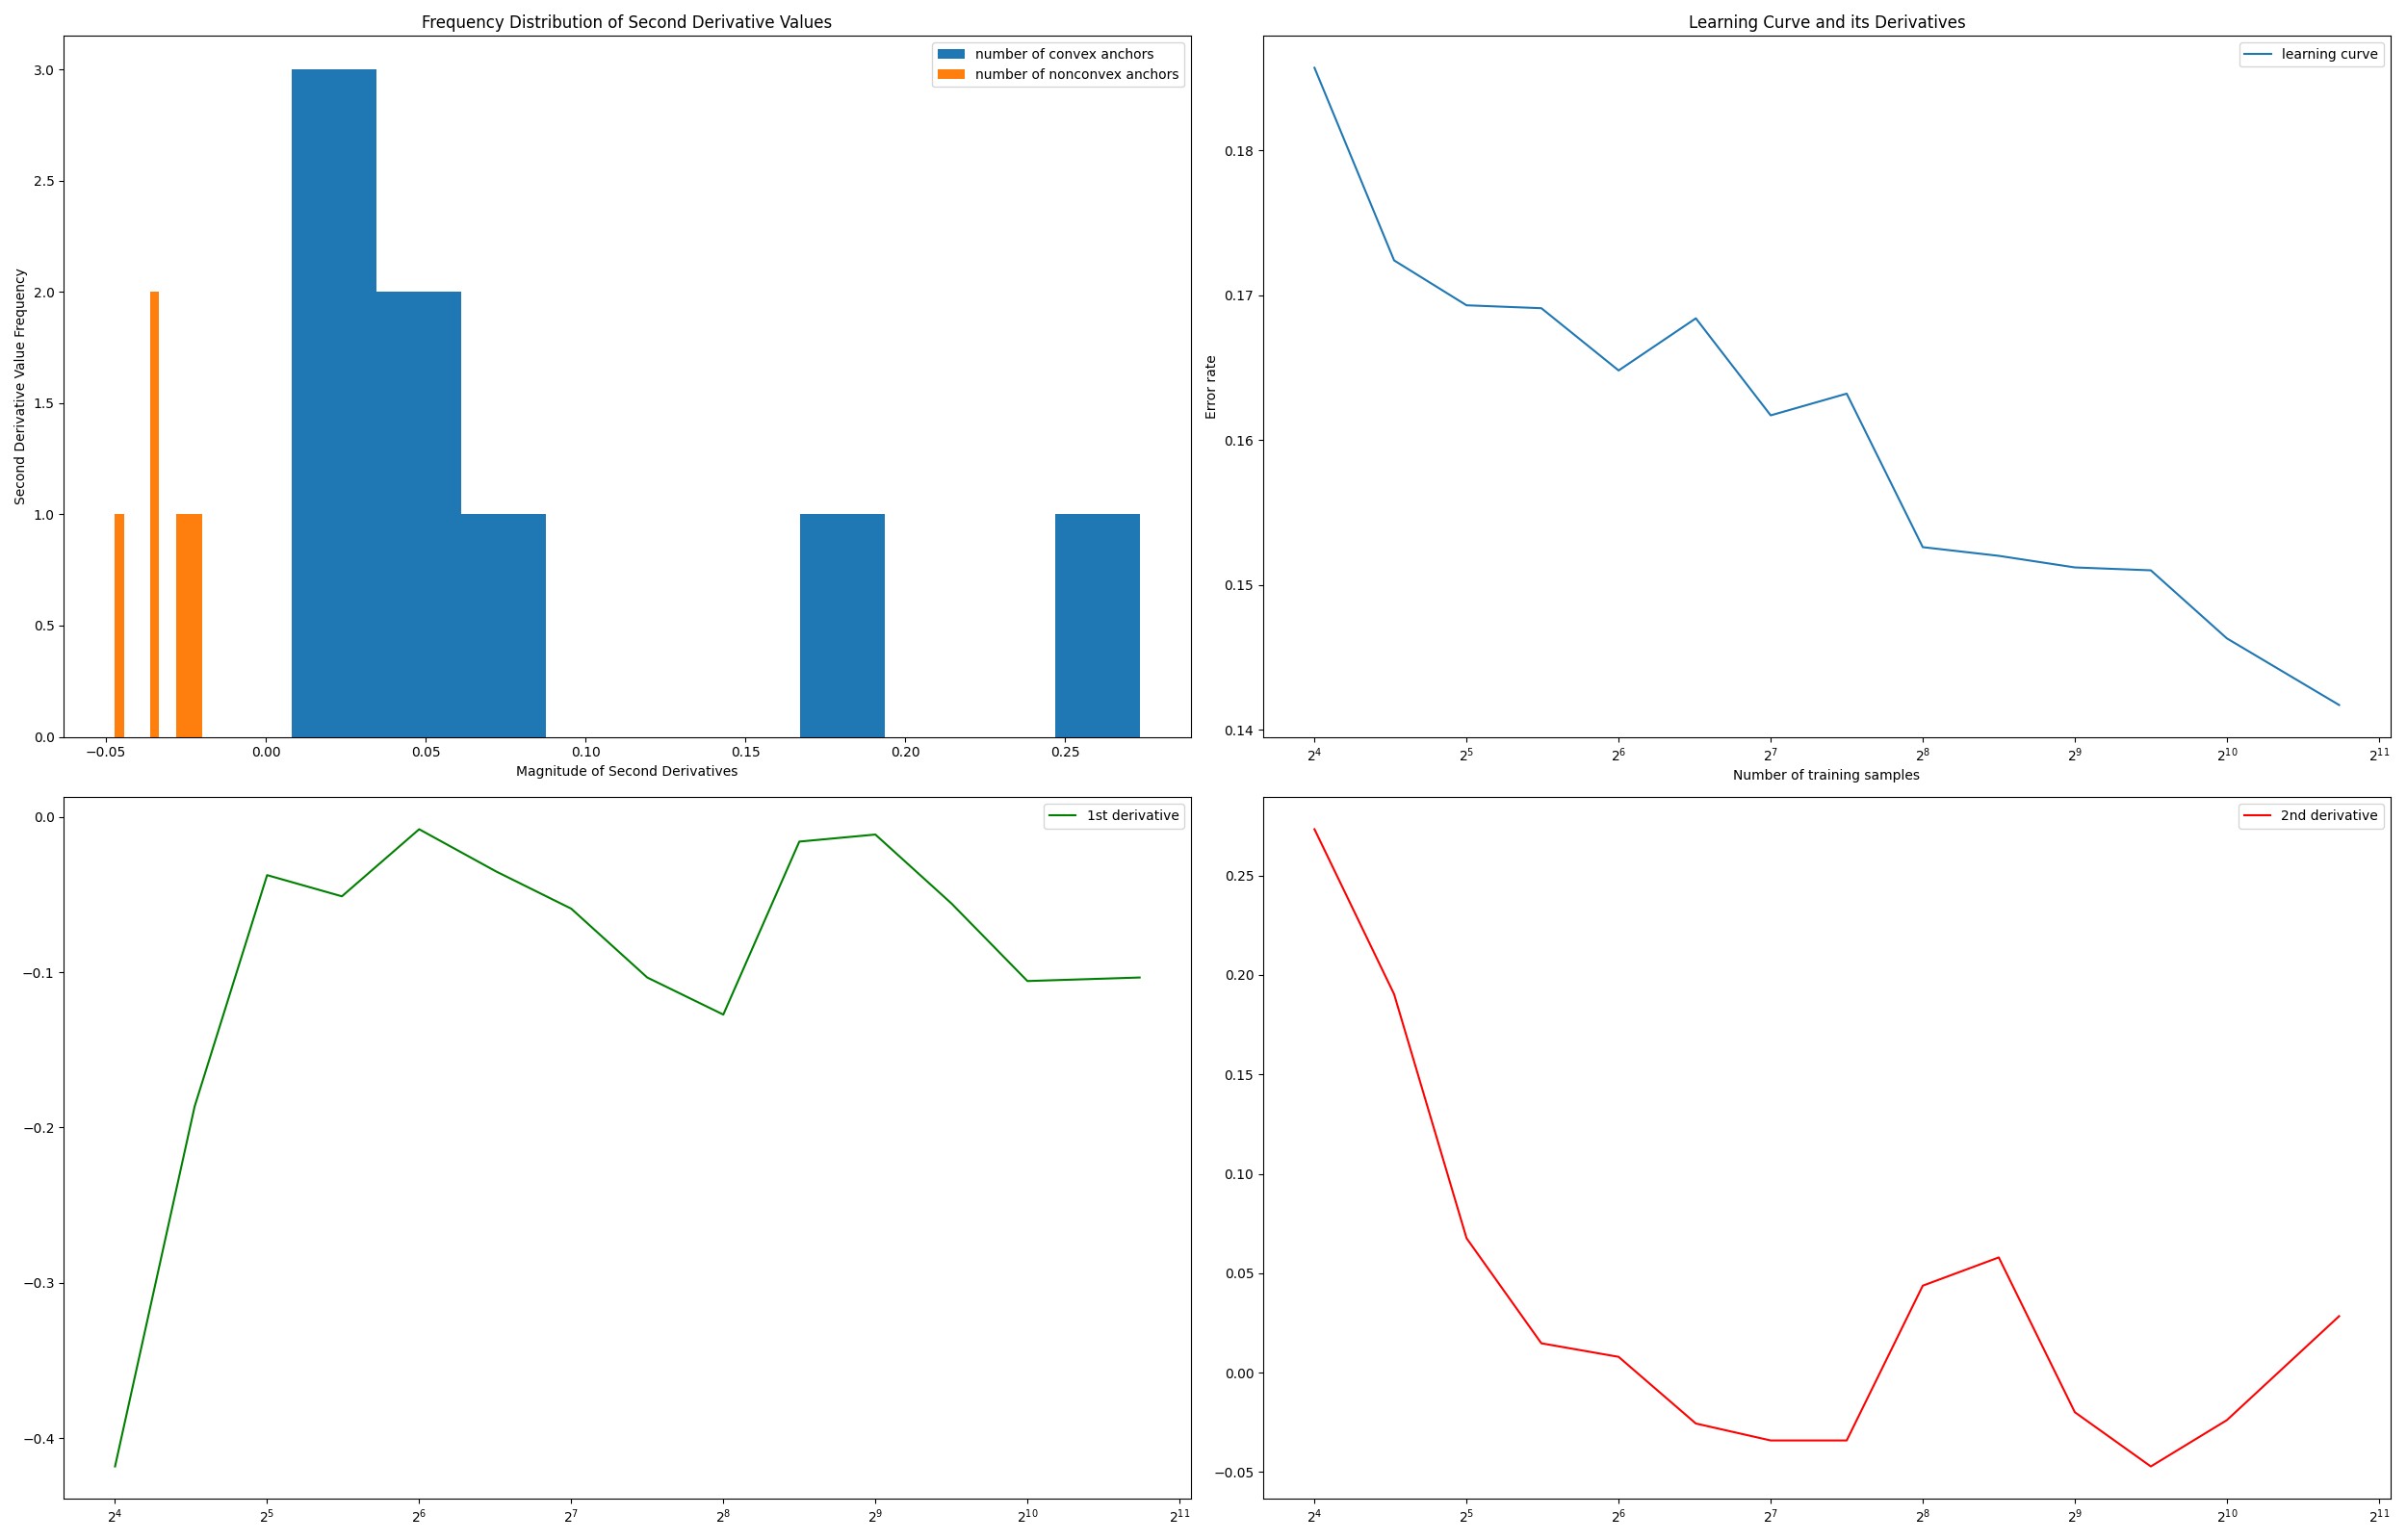 Frequency Distribution of Second Derivative Values
number of convex anchors
number of nonconvex anchors
Second Derivative Value Frequency
3.0
2.5
2.0
1.5
1.0
0.5
0.0
−0.05 0.00 0.05 0.10 0.15 0.20 0.25
Magnitude of Second Derivatives
Learning Curve and its Derivatives
learning curve
Error rate
0.18
0.17
0.16
0.15
0.14
2⁴ 2⁵ 2⁶ 2⁷ 2⁸ 2⁹ 2¹⁰ 2¹¹
Number of training samples
1st derivative
0.0
−0.1
−0.2
−0.3
−0.4
2⁴ 2⁵ 2⁶ 2⁷ 2⁸ 2⁹ 2¹⁰ 2¹¹
2nd derivative
0.25
0.20
0.15
0.10
0.05
0.00
−0.05
2⁴ 2⁵ 2⁶ 2⁷ 2⁸ 2⁹ 2¹⁰ 2¹¹